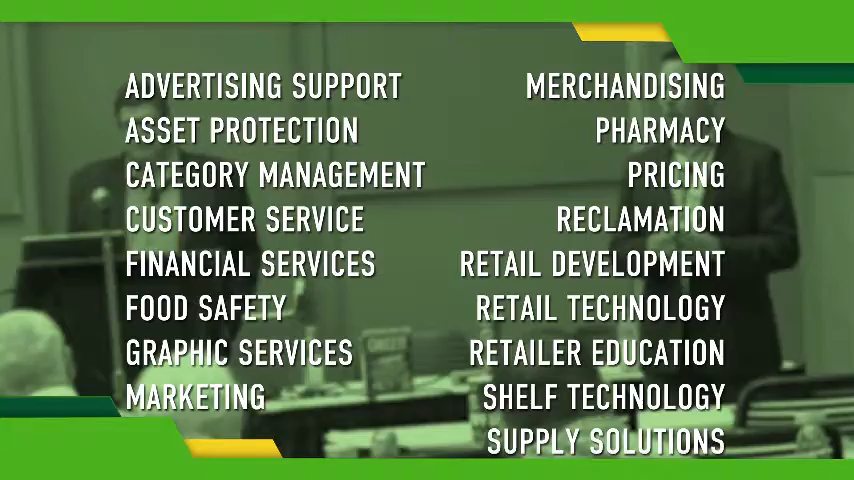 ADVERTISING SUPPORT
ASSET PROTECTION
CATEGORY MANAGEMENT
CUSTOMER SERVICE
FINANCIAL SERVICES
FOOD SAFETY
GRAPHIC SERVICES
MARKETING
MERCHANDISING
PHARMACY
PRICING
RECLAMATION
RETAIL DEVELOPMENT
RETAIL TECHNOLOGY
RETAILER EDUCATION
SHELF TECHNOLOGY
SUPPLY SOLUTIONS